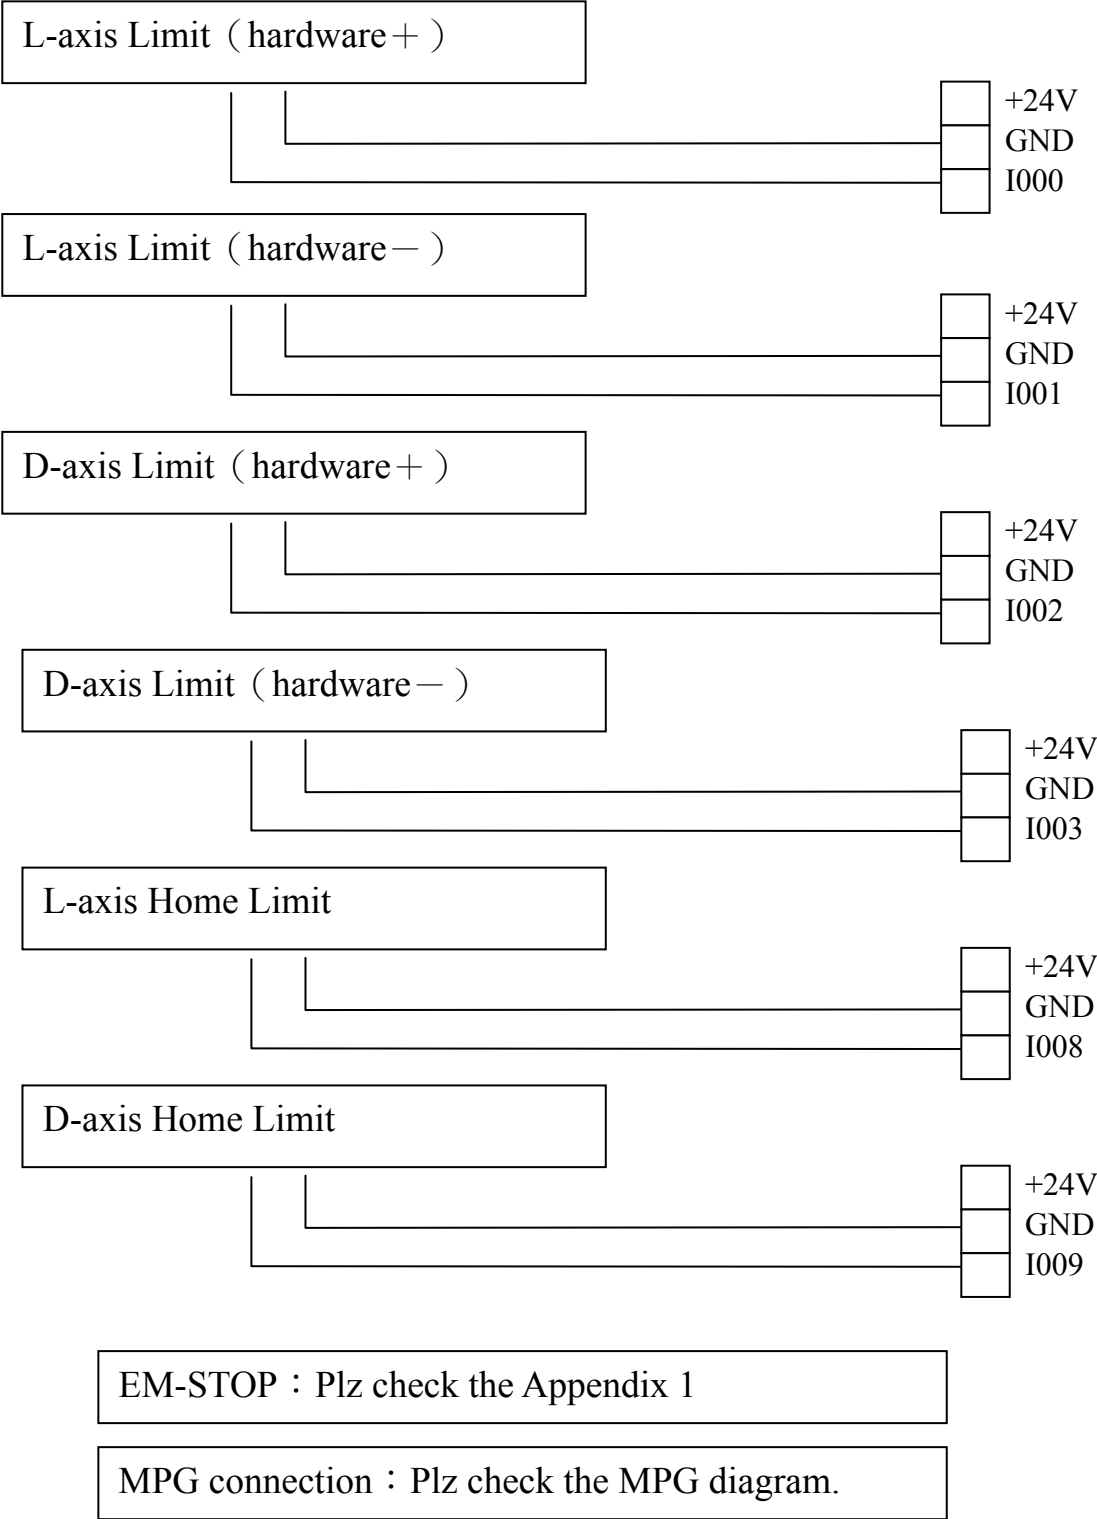 L-axis Limit（hardware＋）
+24V
GND
I000
L-axis Limit（hardware－）
+24V
GND
I001
D-axis Limit（hardware＋）
+24V
GND
I002
D-axis Limit（hardware－）
+24V
GND
I003
L-axis Home Limit
+24V
GND
I008
D-axis Home Limit
+24V
GND
I009
EM-STOP：Plz check the Appendix 1
MPG connection：Plz check the MPG diagram.